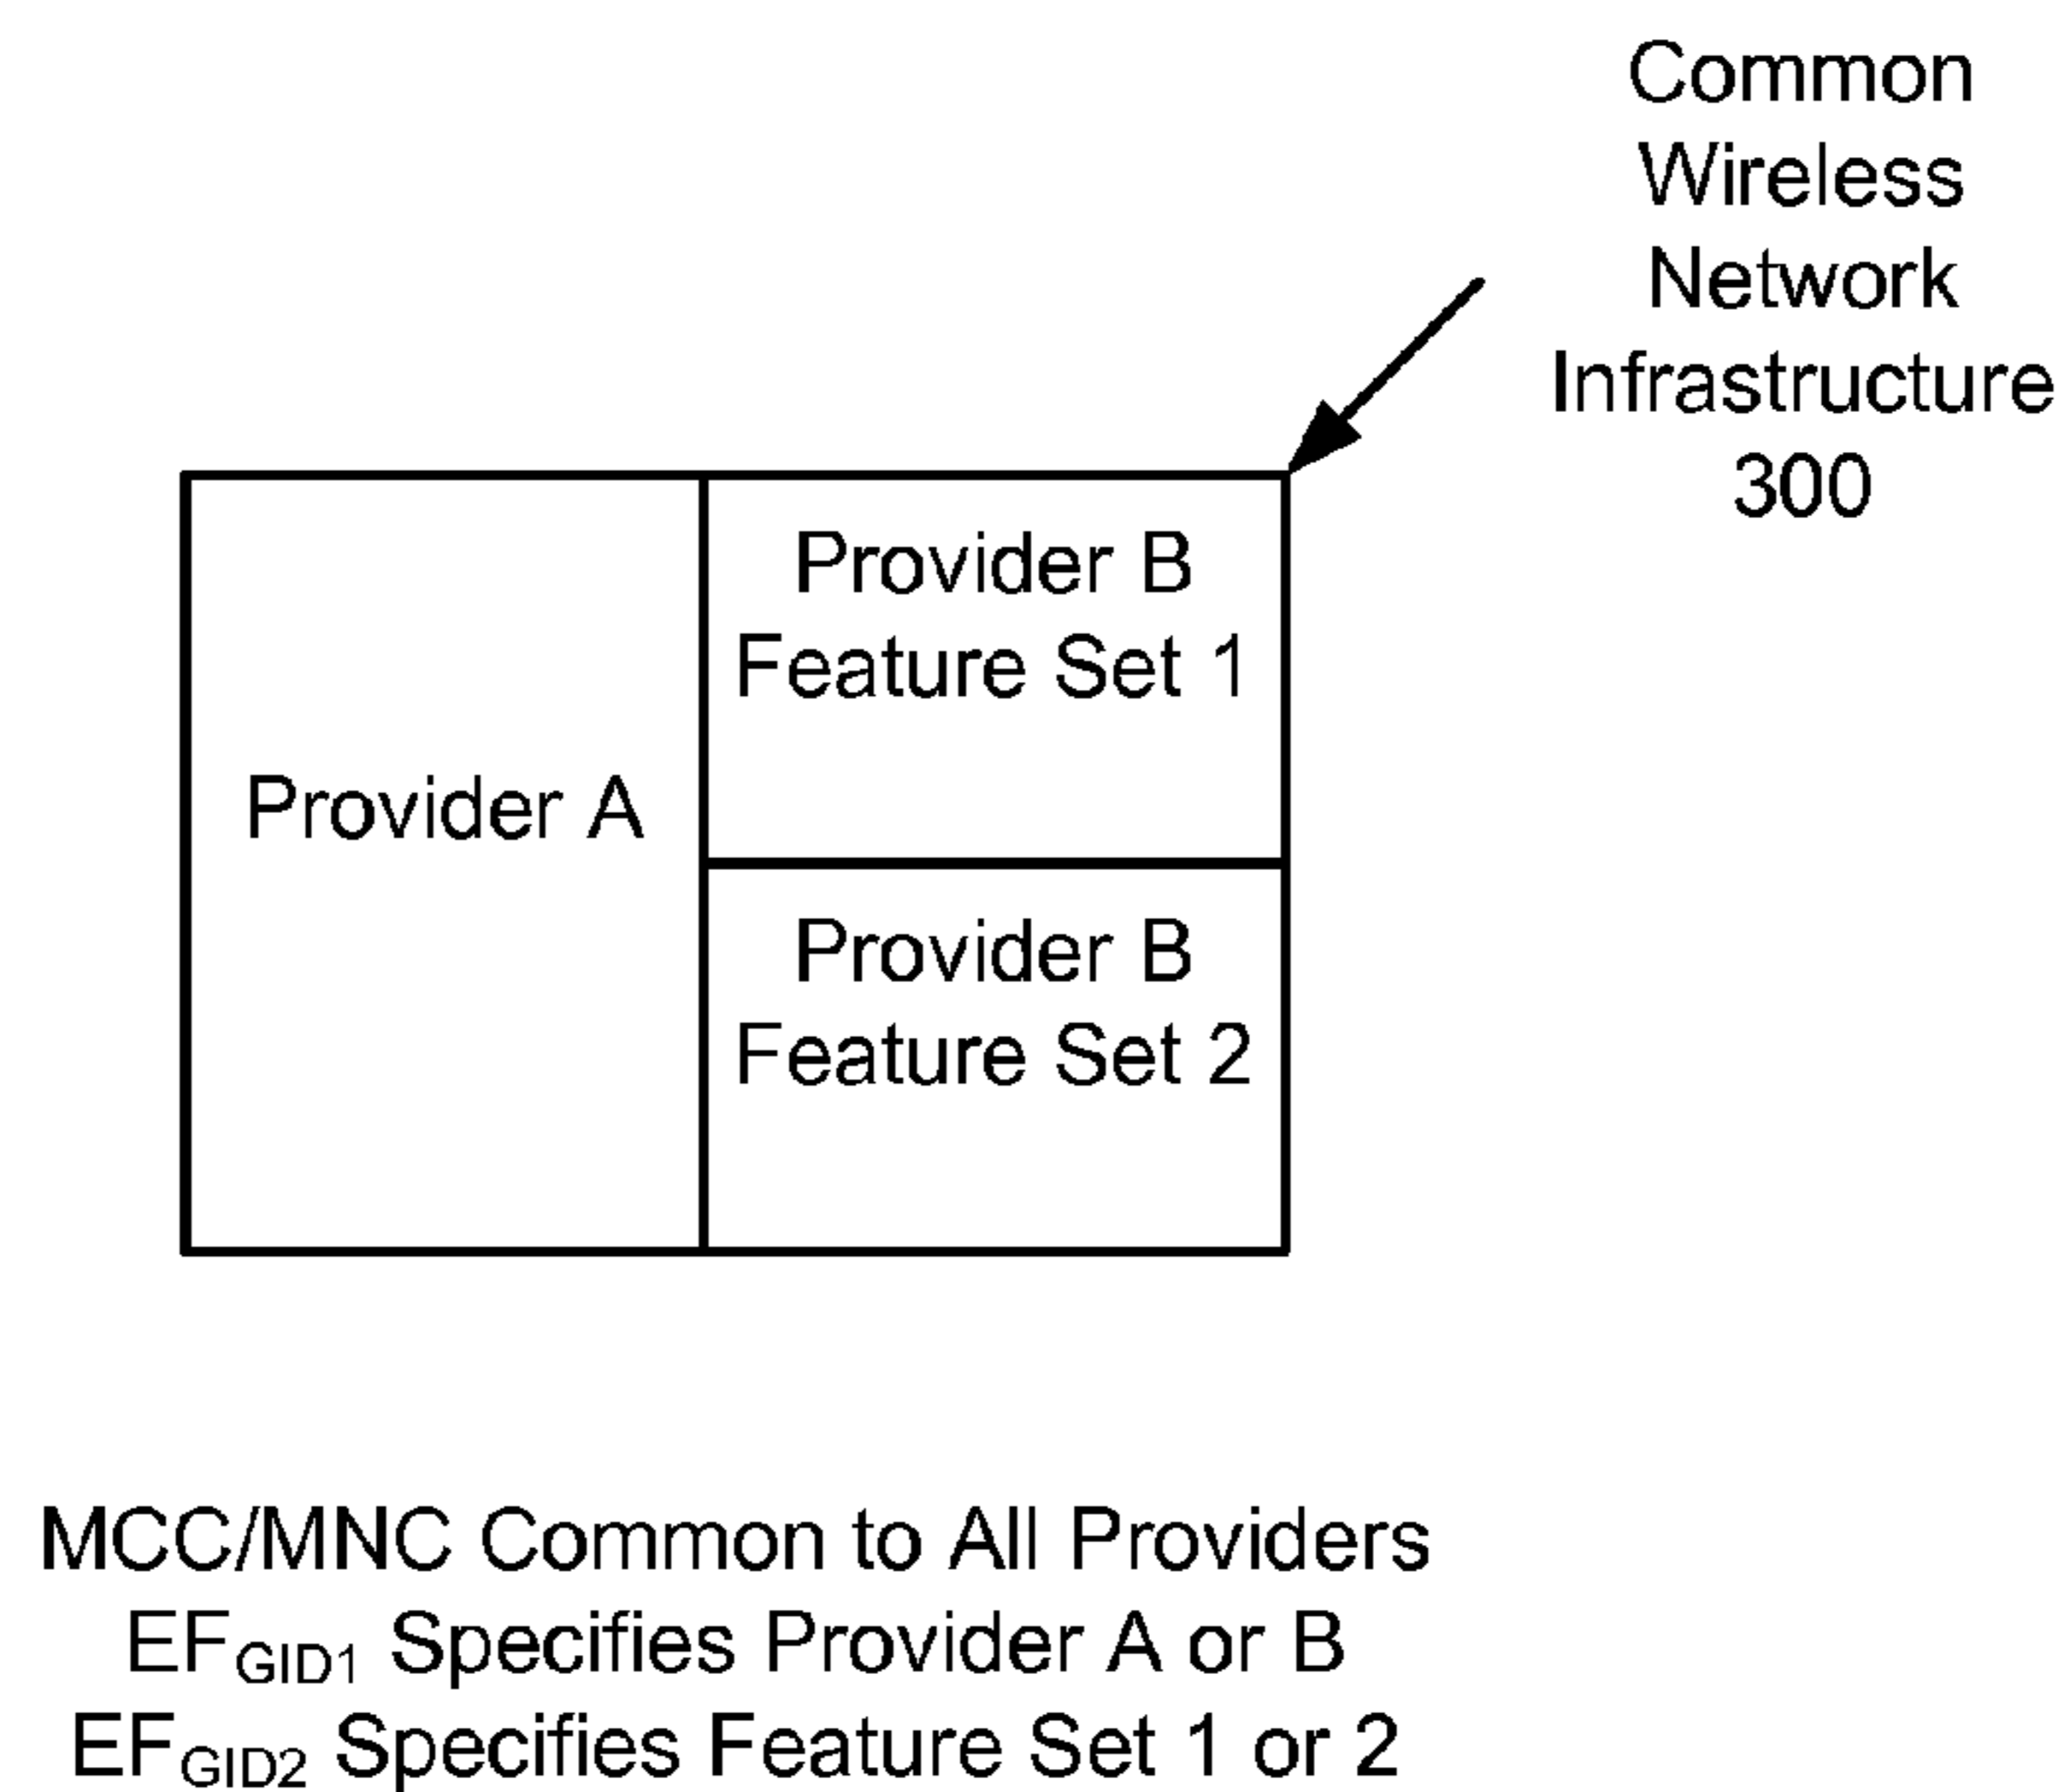 Common
Wireless
Network
Infrastructure
300
Provider A
Provider B
Feature Set 1
Provider B
Feature Set 2
MCC/MNC Common to All Providers
EFGID1 Specifies Provider A or B
EFGID2 Specifies Feature Set 1 or 2